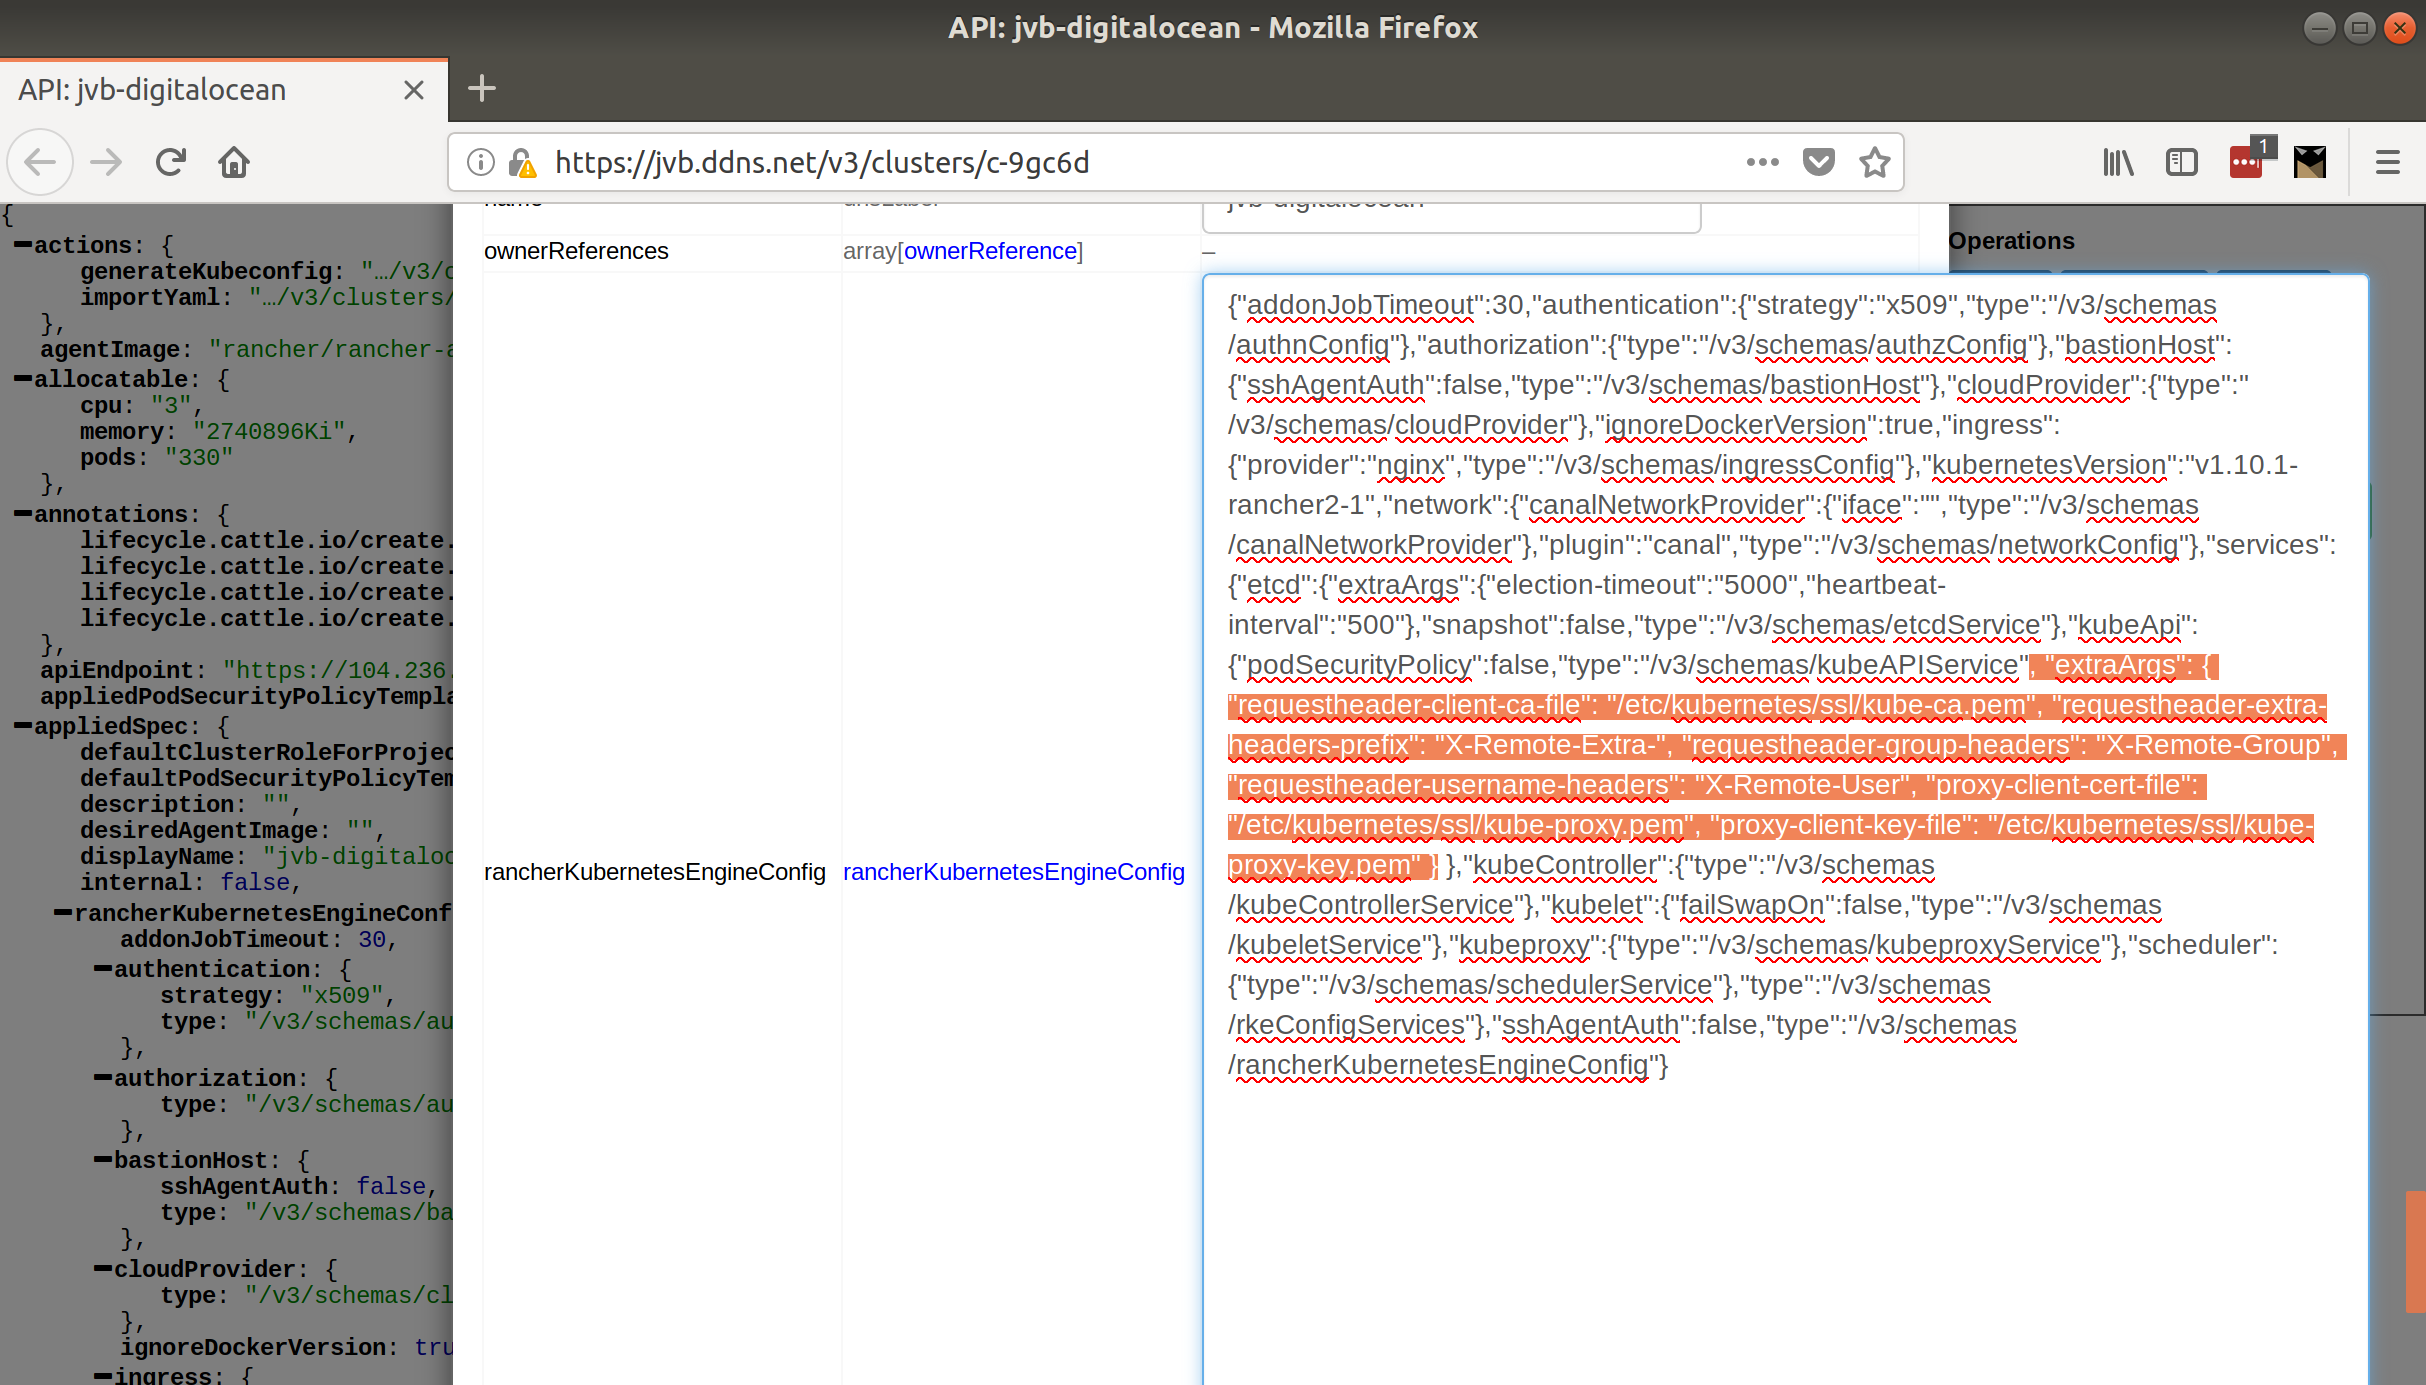 API: jvb-digitalocean - Mozilla Firefox
API: jvb-digitalocean
https://jvb.ddns.net/v3/clusters/c-9gc6d
1
{
actions: {
generateKubeconfig: "…/v3/c
importYaml: "…/v3/clusters/
},
agentImage: "rancher/rancher-a
allocatable: {
cpu: "3",
memory: "2740896Ki",
pods: "330"
},
annotations: {
lifecycle.cattle.io/create.
lifecycle.cattle.io/create.
lifecycle.cattle.io/create.
lifecycle.cattle.io/create.
},
apiEndpoint: "https://104.236.
appliedPodSecurityPolicyTempla
appliedSpec: {
defaultClusterRoleForProjec
defaultPodSecurityPolicyTem
description: "",
desiredAgentImage: "",
displayName: "jvb-digitaloc
internal: false,
rancherKubernetesEngineConf
addonJobTimeout: 30,
authentication: {
strategy: "x509",
type: "/v3/schemas/au
},
authorization: {
type: "/v3/schemas/au
},
bastionHost: {
sshAgentAuth: false,
type: "/v3/schemas/ba
},
cloudProvider: {
type: "/v3/schemas/cl
},
ignoreDockerVersion: tru
ingress: {
name dnsLabel jvb-digitalocean
ownerReferences array[ownerReference] –
rancherKubernetesEngineConfig rancherKubernetesEngineConfig
{"addonJobTimeout":30,"authentication":{"strategy":"x509","type":"/v3/schemas
/authnConfig"},"authorization":{"type":"/v3/schemas/authzConfig"},"bastionHost":
{"sshAgentAuth":false,"type":"/v3/schemas/bastionHost"},"cloudProvider":{"type":"
/v3/schemas/cloudProvider"},"ignoreDockerVersion":true,"ingress":
{"provider":"nginx","type":"/v3/schemas/ingressConfig"},"kubernetesVersion":"v1.10.1-
rancher2-1","network":{"canalNetworkProvider":{"iface":"","type":"/v3/schemas
/canalNetworkProvider"},"plugin":"canal","type":"/v3/schemas/networkConfig"},"services":
{"etcd":{"extraArgs":{"election-timeout":"5000","heartbeat-
interval":"500"},"snapshot":false,"type":"/v3/schemas/etcdService"},"kubeApi":
{"podSecurityPolicy":false,"type":"/v3/schemas/kubeAPIService", "extraArgs": {
"requestheader-client-ca-file": "/etc/kubernetes/ssl/kube-ca.pem", "requestheader-extra-
headers-prefix": "X-Remote-Extra-", "requestheader-group-headers": "X-Remote-Group",
"requestheader-username-headers": "X-Remote-User", "proxy-client-cert-file":
"/etc/kubernetes/ssl/kube-proxy.pem", "proxy-client-key-file": "/etc/kubernetes/ssl/kube-
proxy-key.pem" } },"kubeController":{"type":"/v3/schemas
/kubeControllerService"},"kubelet":{"failSwapOn":false,"type":"/v3/schemas
/kubeletService"},"kubeproxy":{"type":"/v3/schemas/kubeproxyService"},"scheduler":
{"type":"/v3/schemas/schedulerService"},"type":"/v3/schemas
/rkeConfigServices"},"sshAgentAuth":false,"type":"/v3/schemas
/rancherKubernetesEngineConfig"}
Operations